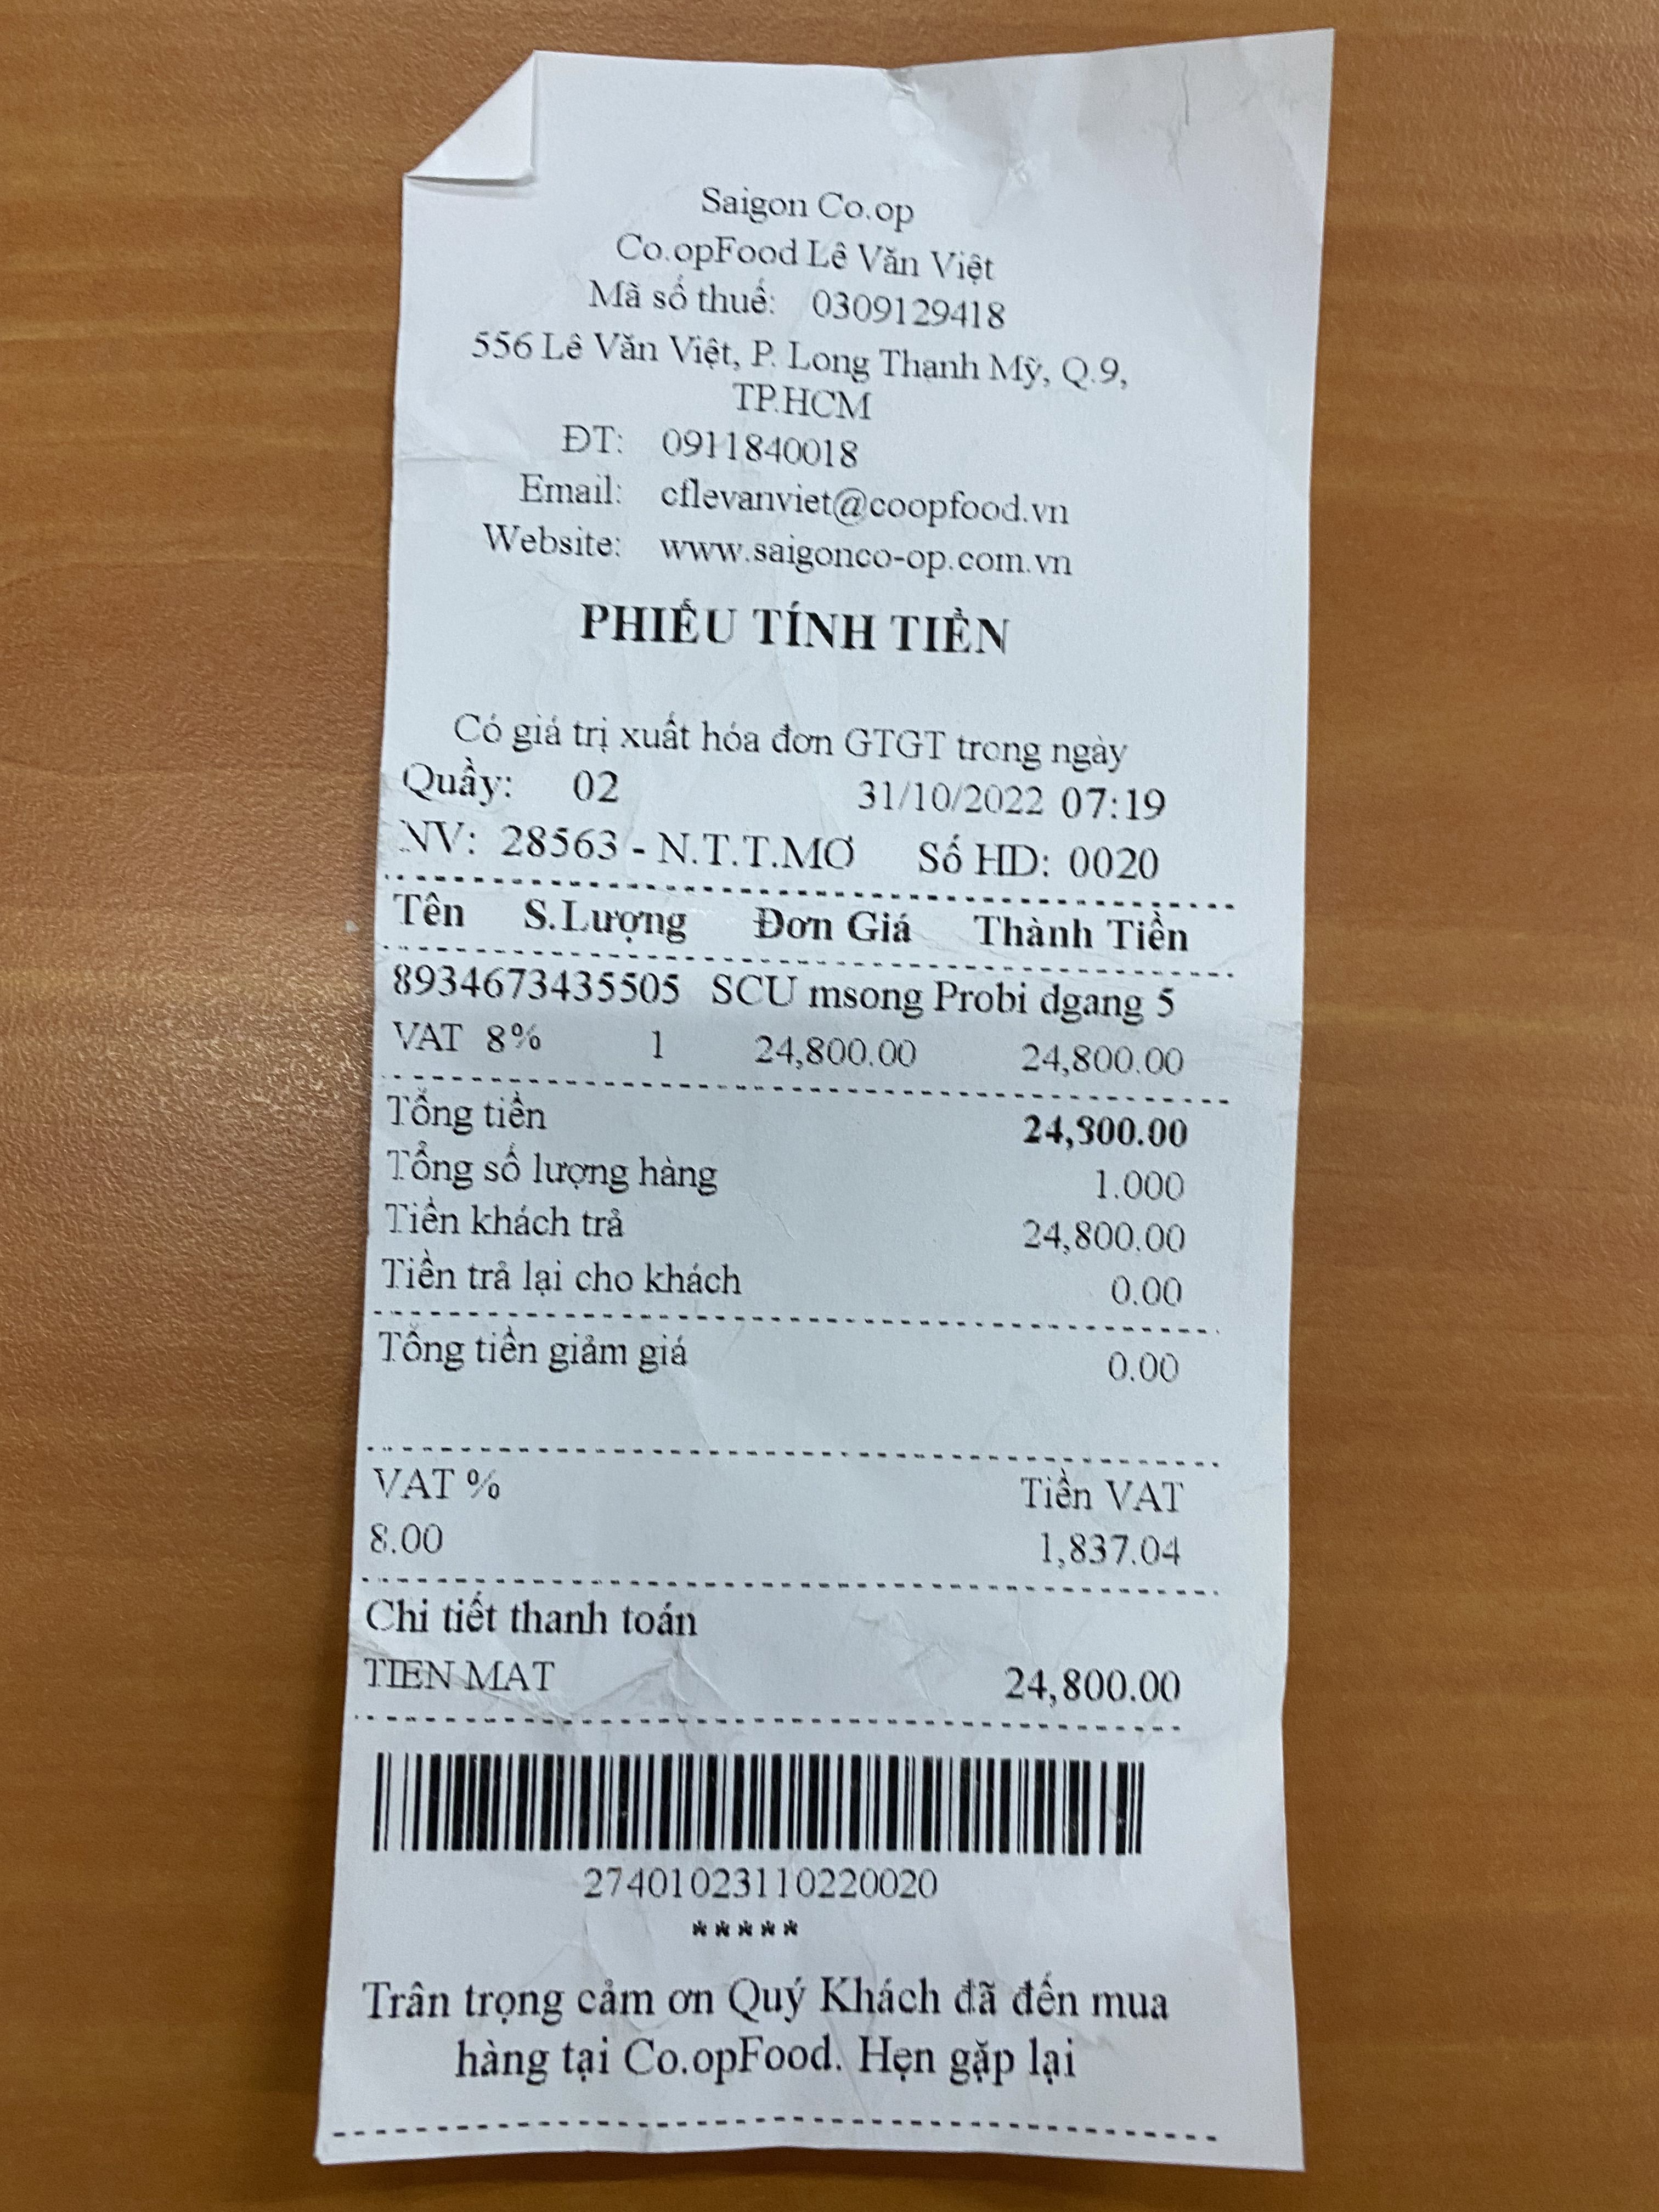 Saigon Co.op
Co.opFood Lê Văn Việt
Mã số thuế: 0309129418
556 Lê Văn Việt, P. Long Thạnh Mỹ, Q.9,
TP.HCM
ĐT: 0911840018
Email: cflevanviet@coopfood.vn
Website: www.saigonco-op.com.vn
PHIẾU TÍNH TIỀN
Có giá trị xuất hóa đơn GTGT trong ngày
Quầy: 02 31/10/2022 07:19
NV: 28563 - N.T.T.MƠ Số HD: 0020
Tên S.Lượng Đơn Giá Thành Tiền
8934673435505 SCU msong Probi dgang 5
VAT 8% 1 24,800.00 24,800.00
Tổng tiền 24,800.00
Tổng số lượng hàng 1.000
Tiền khách trả 24,800.00
Tiền trả lại cho khách 0.00
Tổng tiền giảm giá 0.00
VAT % Tiền VAT
8.00 1,837.04
Chi tiết thanh toán
TIEN MAT 24,800.00
27401023110220020
*****
Trân trọng cảm ơn Quý Khách đã đến mua
hàng tại Co.opFood. Hẹn gặp lại